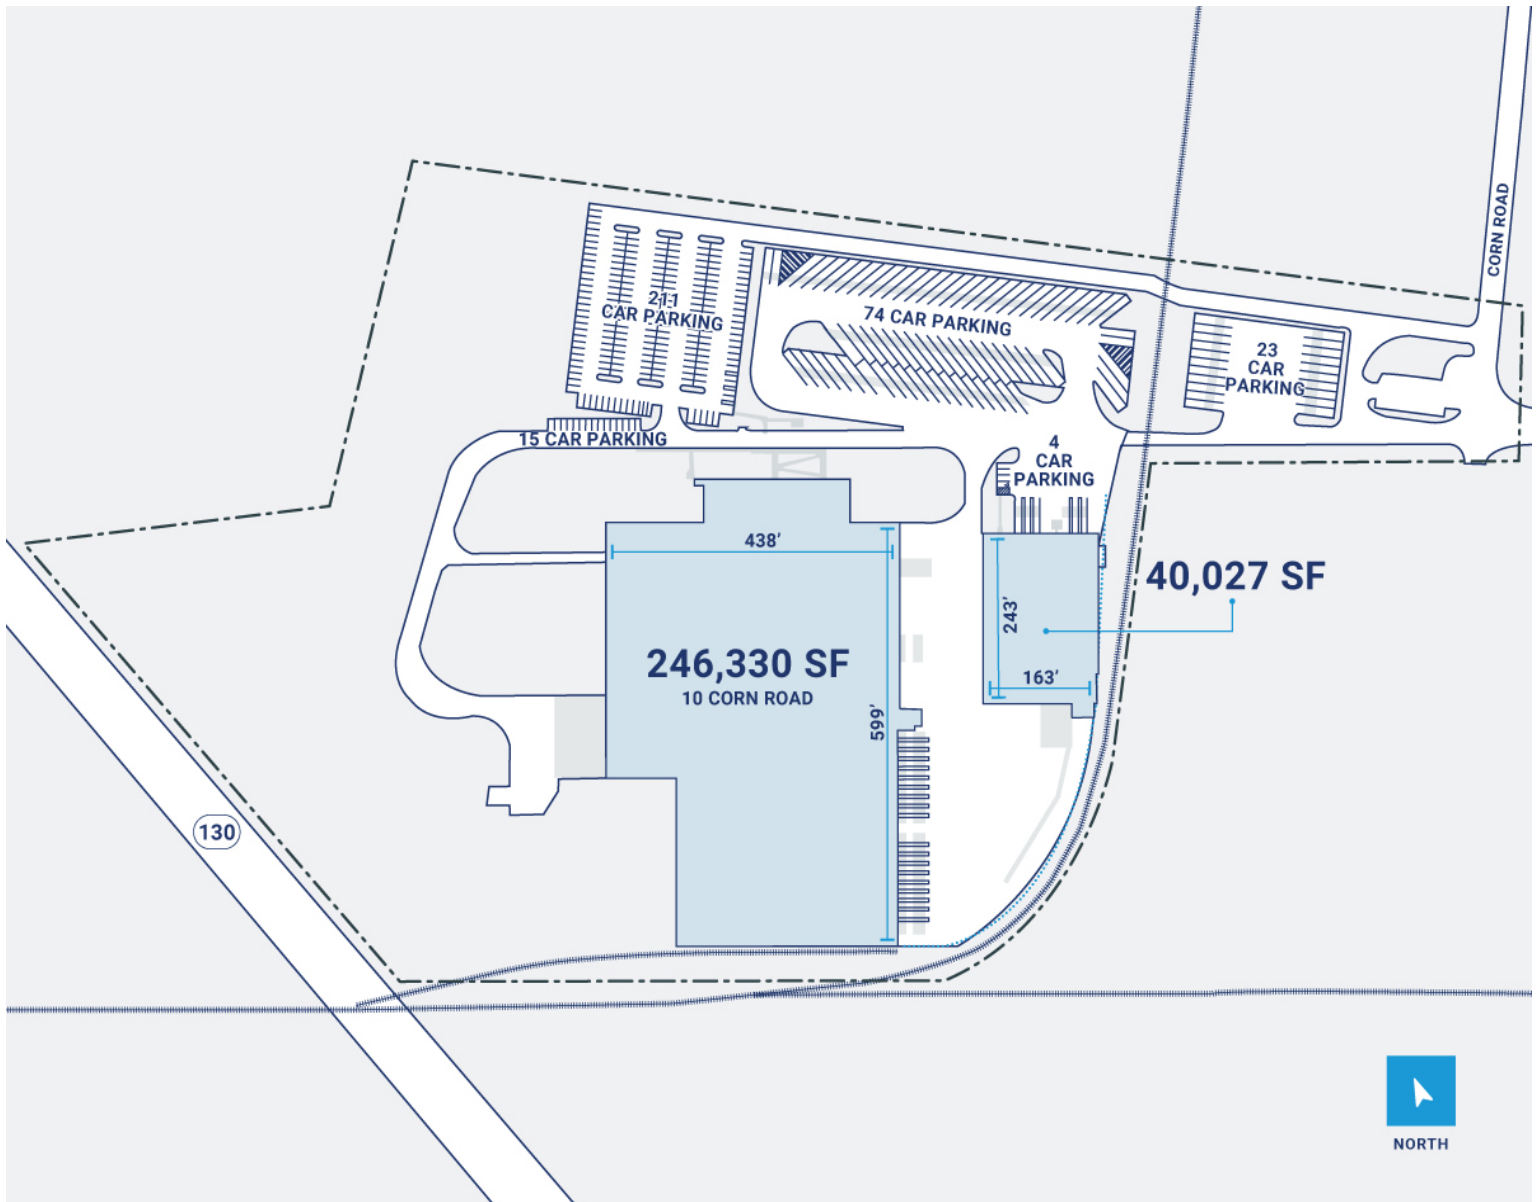 CORN ROAD
211
CAR PARKING
74 CAR PARKING
23
CAR
PARKING
15 CAR PARKING
4
CAR
PARKING
438’
40,027 SF
243’
246,330 SF
10 CORN ROAD
163’
599’
130
NORTH